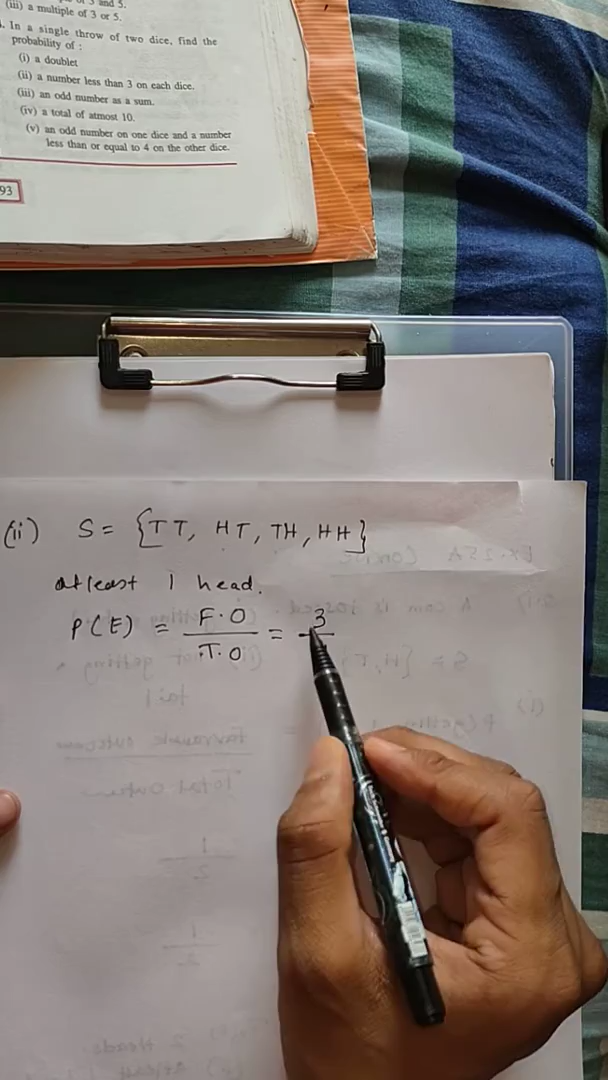 (iii) a multiple of 3 or 5.
. In a single throw of two dice, find the
probability of :
(i) a doublet
(ii) a number less than 3 on each dice.
(iii) an odd number as a sum.
(iv) a total of atmost 10.
(v) an odd number on one dice and a number
less than or equal to 4 on the other dice.
93
(ii) S = {TT, HT, TH, HH}
atleast 1 head.
P(E) = F.O / T.O = 3